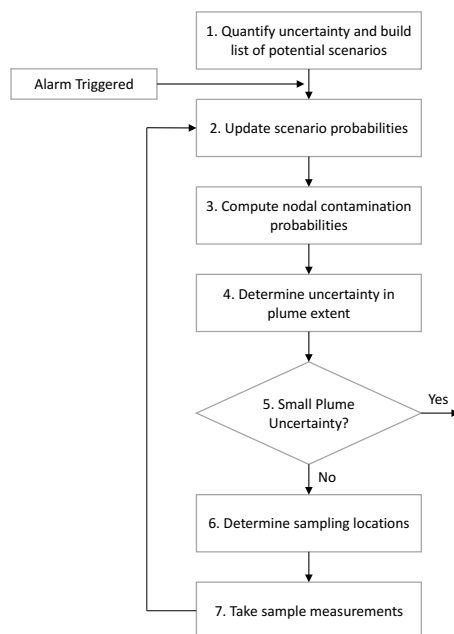 1. Quantify uncertainty and build
list of potential scenarios
Alarm Triggered
2. Update scenario probabilities
3. Compute nodal contamination
probabilities
4. Determine uncertainty in
plume extent
5. Small Plume
Uncertainty?
Yes
No
6. Determine sampling locations
7. Take sample measurements